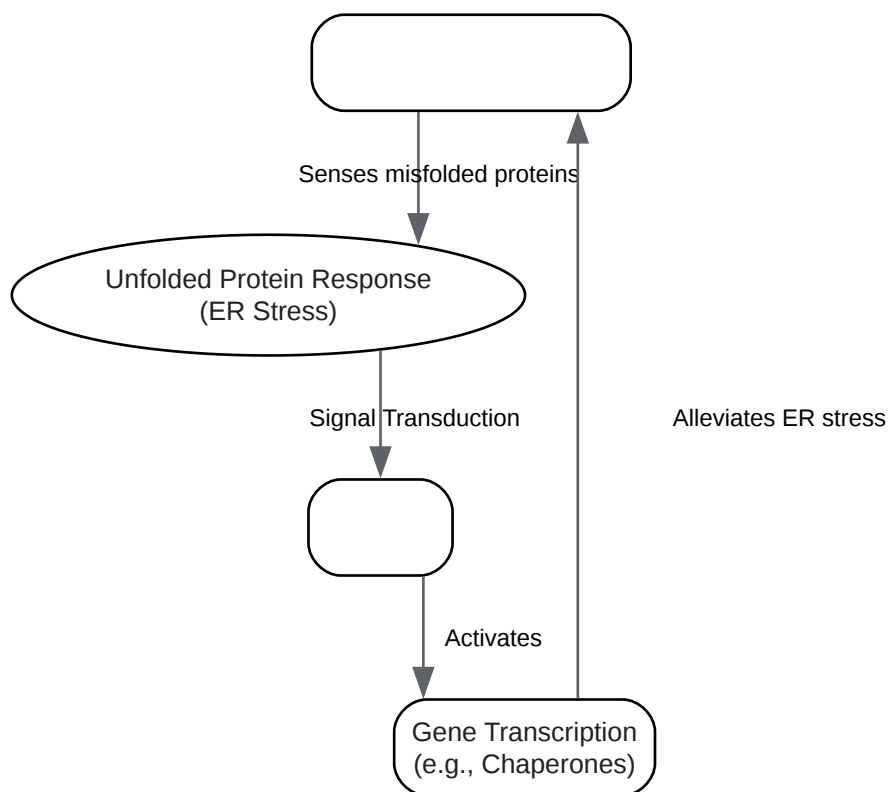 Senses misfolded proteins
Unfolded Protein Response
(ER Stress)
Signal Transduction
Alleviates ER stress
Activates
Gene Transcription
(e.g., Chaperones)